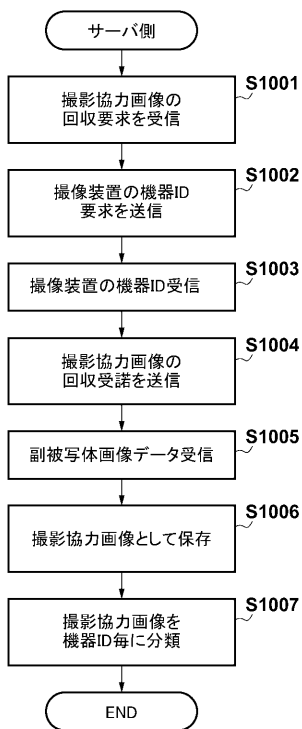 サーバ側
S1001
撮影協力画像の
回収要求を受信
S1002
撮像装置の機器ID
要求を送信
S1003
撮像装置の機器ID受信
S1004
撮影協力画像の
回収受諾を送信
S1005
副被写体画像データ受信
S1006
撮影協力画像として保存
S1007
撮影協力画像を
機器ID毎に分類
END